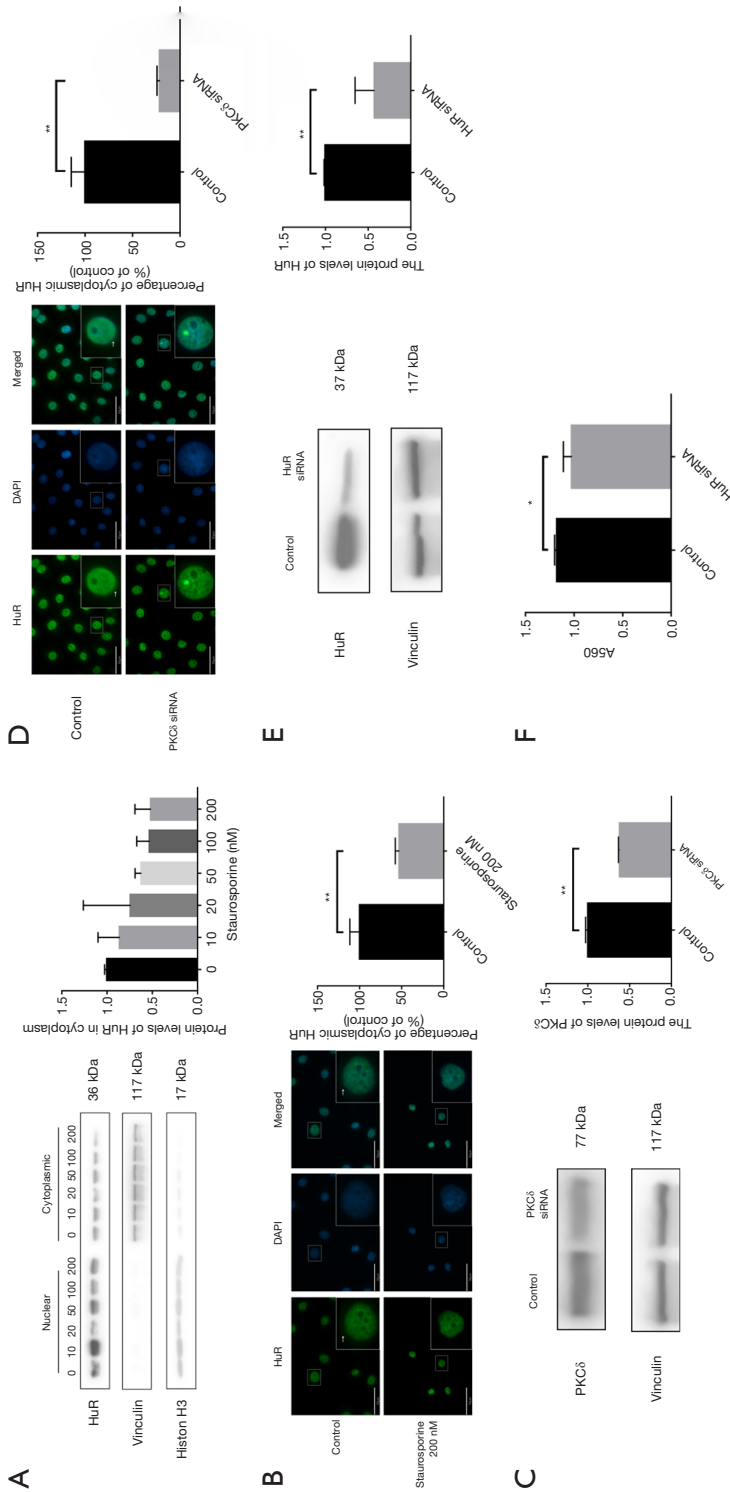 A
Nuclear
Cytoplasmic
0 10 20 50 100 200 0 10 20 50 100 200
HuR
36 kDa
Vinculin
117 kDa
Histon H3
17 kDa
Protein levels of HuR in cytoplasm
1.5
1.0
0.5
0.0
0 10 20 50 100 200
Staurosporine (nM)
B
HuR
DAPI
Merged
Control
Staurosporine
200 nM
Percentage of cytoplasmic HuR
(% of control)
150
100
50
0
**
Control
Staurosporine
200 nM
C
Control
PKCδ
siRNA
PKCδ
77 kDa
Vinculin
117 kDa
The protein levels of PKCδ
1.5
1.0
0.5
0.0
**
Control
PKCδ siRNA
D
HuR
DAPI
Merged
Control
PKCδ siRNA
Percentage of cytoplasmic HuR
(% of control)
150
100
50
0
**
Control
PKCδ siRNA
E
Control
HuR
siRNA
HuR
37 kDa
Vinculin
117 kDa
The protein levels of HuR
1.5
1.0
0.5
0.0
**
Control
HuR siRNA
F
A560
1.5
1.0
0.5
0.0
*
Control
HuR siRNA